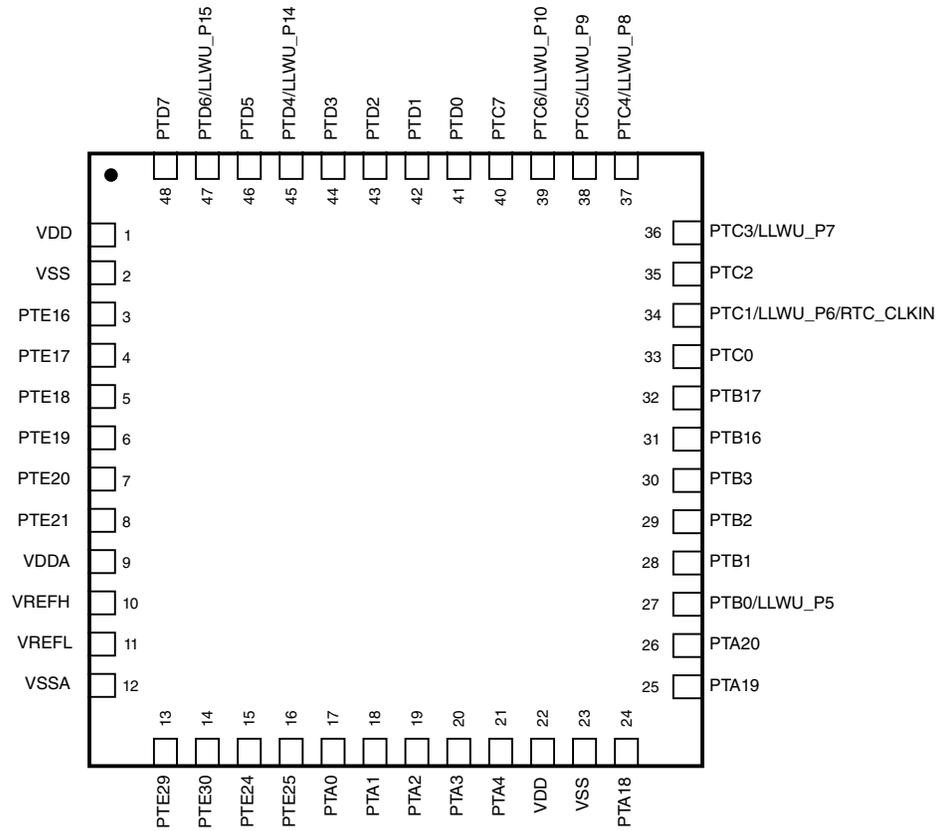 PTD7
PTD6/LLWU_P15
PTD5
PTD4/LLWU_P14
PTD3
PTD2
PTD1
PTD0
PTC7
PTC6/LLWU_P10
PTC5/LLWU_P9
PTC4/LLWU_P8
48
47
46
45
44
43
42
41
40
39
38
37
VDD 1
VSS 2
PTE16 3
PTE17 4
PTE18 5
PTE19 6
PTE20 7
PTE21 8
VDDA 9
VREFH 10
VREFL 11
VSSA 12
36 PTC3/LLWU_P7
35 PTC2
34 PTC1/LLWU_P6/RTC_CLKIN
33 PTC0
32 PTB17
31 PTB16
30 PTB3
29 PTB2
28 PTB1
27 PTB0/LLWU_P5
26 PTA20
25 PTA19
13
14
15
16
17
18
19
20
21
22
23
24
PTE29
PTE30
PTE24
PTE25
PTA0
PTA1
PTA2
PTA3
PTA4
VDD
VSS
PTA18